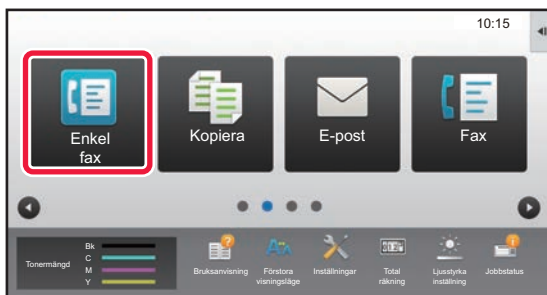 10:15
Enkel
fax
Kopiera
E-post
Fax
Tonermängd
Bk
C
M
Y
Bruksanvisning
Förstora
visningsläge
Inställningar
Total
räkning
Ljusstyrka
inställning
Jobbstatus